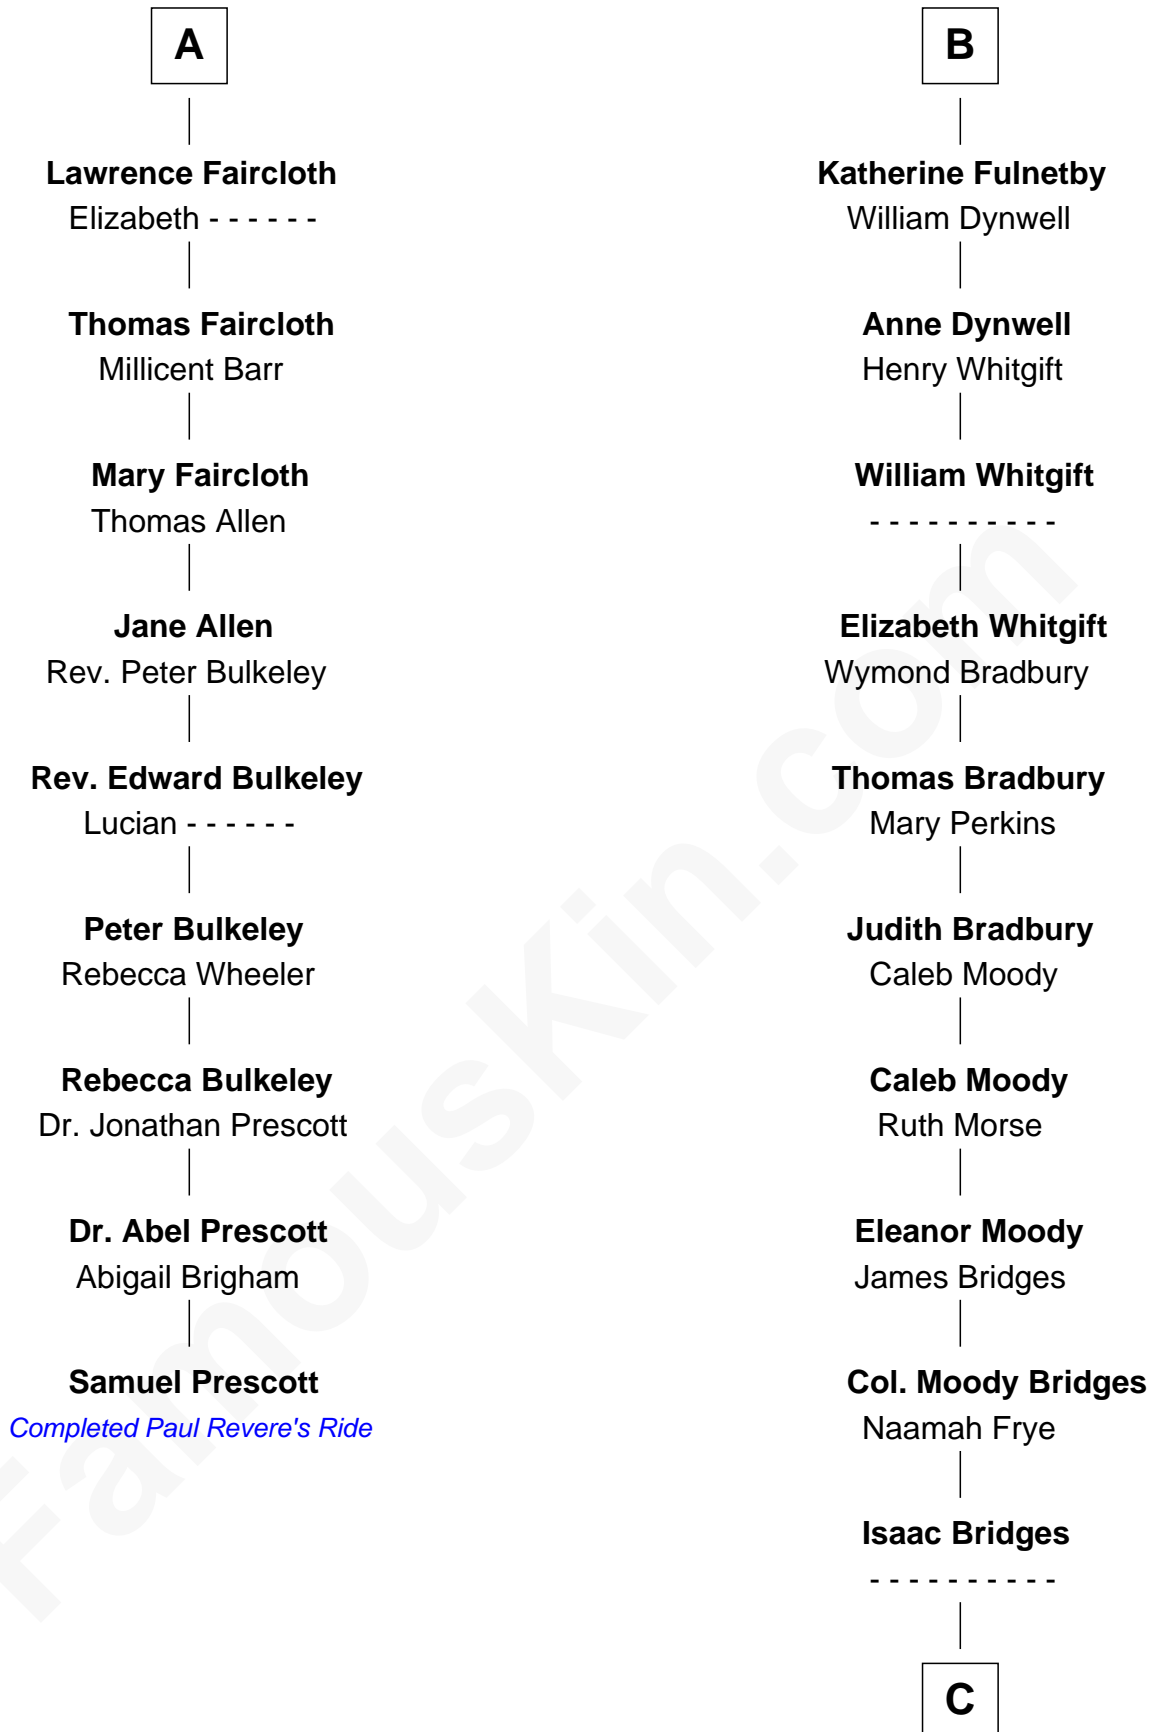 A
Lawrence Faircloth
Elizabeth - - - - - -
Thomas Faircloth
Millicent Barr
Mary Faircloth
Thomas Allen
Jane Allen
Rev. Peter Bulkeley
Rev. Edward Bulkeley
Lucian - - - - - -
Peter Bulkeley
Rebecca Wheeler
Rebecca Bulkeley
Dr. Jonathan Prescott
Dr. Abel Prescott
Abigail Brigham
Samuel Prescott
Completed Paul Revere's Ride
B
Katherine Fulnetby
William Dynwell
Anne Dynwell
Henry Whitgift
William Whitgift
- - - - - - - - - -
Elizabeth Whitgift
Wymond Bradbury
Thomas Bradbury
Mary Perkins
Judith Bradbury
Caleb Moody
Caleb Moody
Ruth Morse
Eleanor Moody
James Bridges
Col. Moody Bridges
Naamah Frye
Isaac Bridges
- - - - - - - - - -
C
FamousKin.com